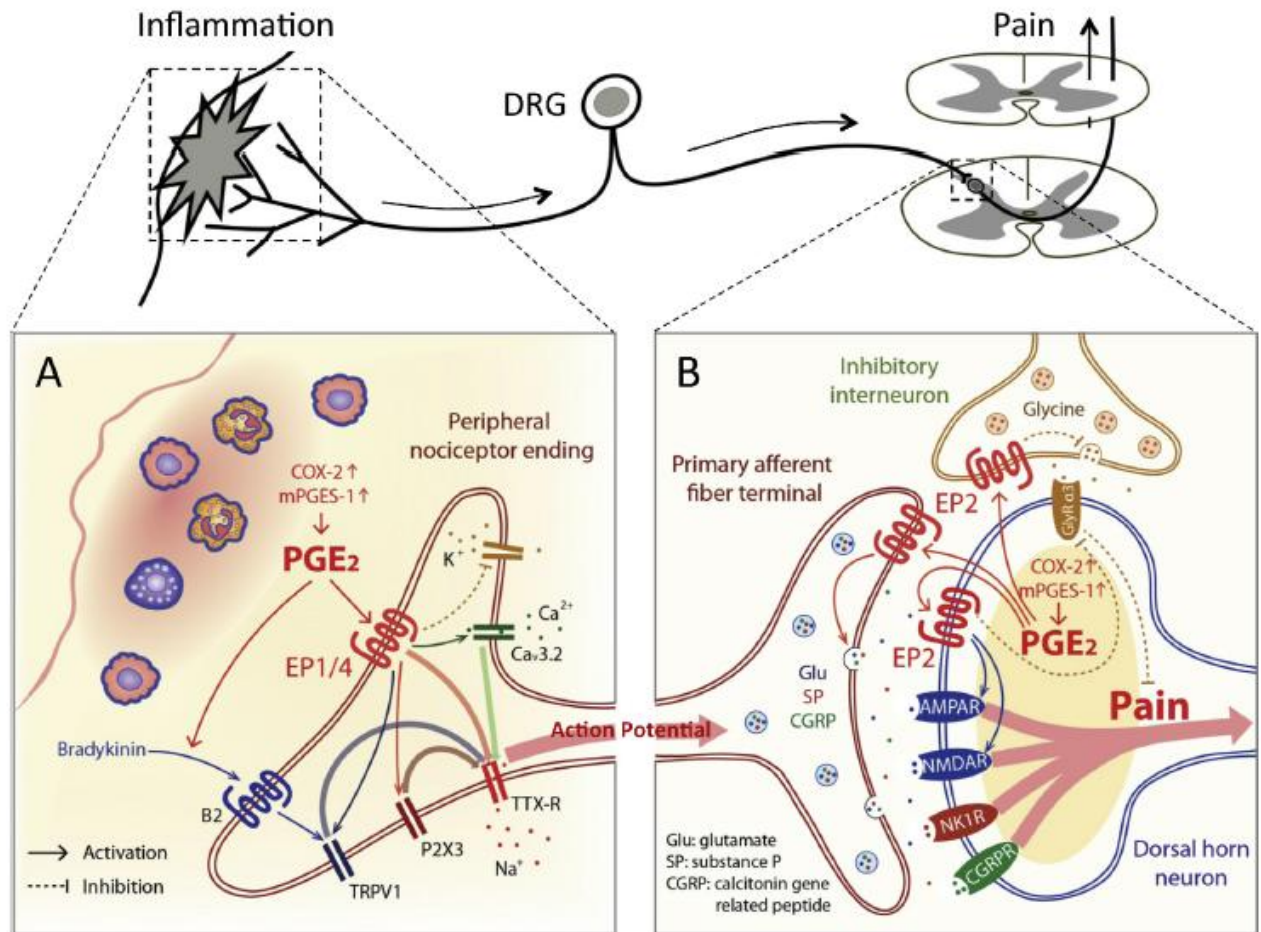 Inflammation
Pain
DRG
A
COX-2↑
mPGES-1↑
PGE₂
Peripheral
nociceptor ending
K⁺
Ca²⁺
Caᵥ3.2
EP1/4
Bradykinin
B2
Action Potential
TTX-R
P2X3
Na⁺
TRPV1
Activation
Inhibition
B
Inhibitory
interneuron
Glycine
Primary afferent
fiber terminal
EP2
GlyR α3
COX-2↑
mPGES-1↑
PGE₂
EP2
Glu
SP
CGRP
AMPAR
Pain
NMDAR
NK1R
CGRPR
Glu: glutamate
SP: substance P
CGRP: calcitonin gene
related peptide
Dorsal horn
neuron